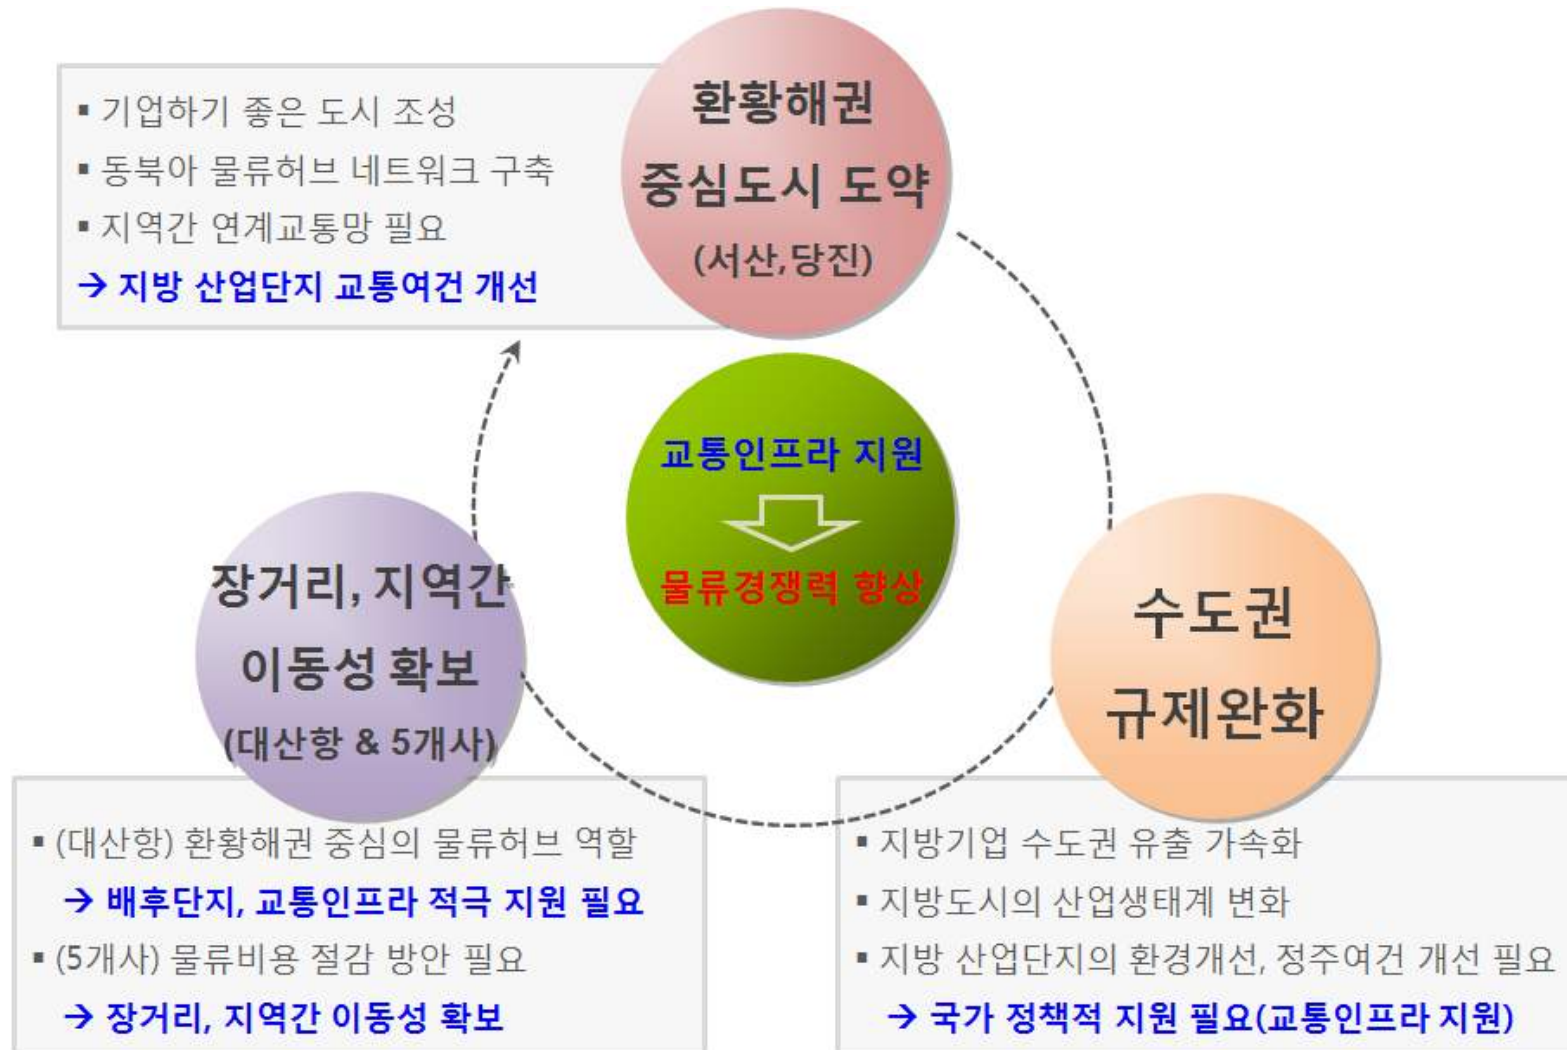 ▪ 기업하기 좋은 도시 조성
▪ 동북아 물류허브 네트워크 구축
▪ 지역간 연계교통망 필요
→ 지방 산업단지 교통여건 개선
환황해권
중심도시 도약
(서산,당진)
교통인프라 지원
물류경쟁력 향상
장거리, 지역간
이동성 확보
(대산항 & 5개사)
▪ (대산항) 환황해권 중심의 물류허브 역할
→ 배후단지, 교통인프라 적극 지원 필요
▪ (5개사) 물류비용 절감 방안 필요
→ 장거리, 지역간 이동성 확보
수도권
규제완화
▪ 지방기업 수도권 유출 가속화
▪ 지방도시의 산업생태계 변화
▪ 지방 산업단지의 환경개선, 정주여건 개선 필요
→ 국가 정책적 지원 필요(교통인프라 지원)